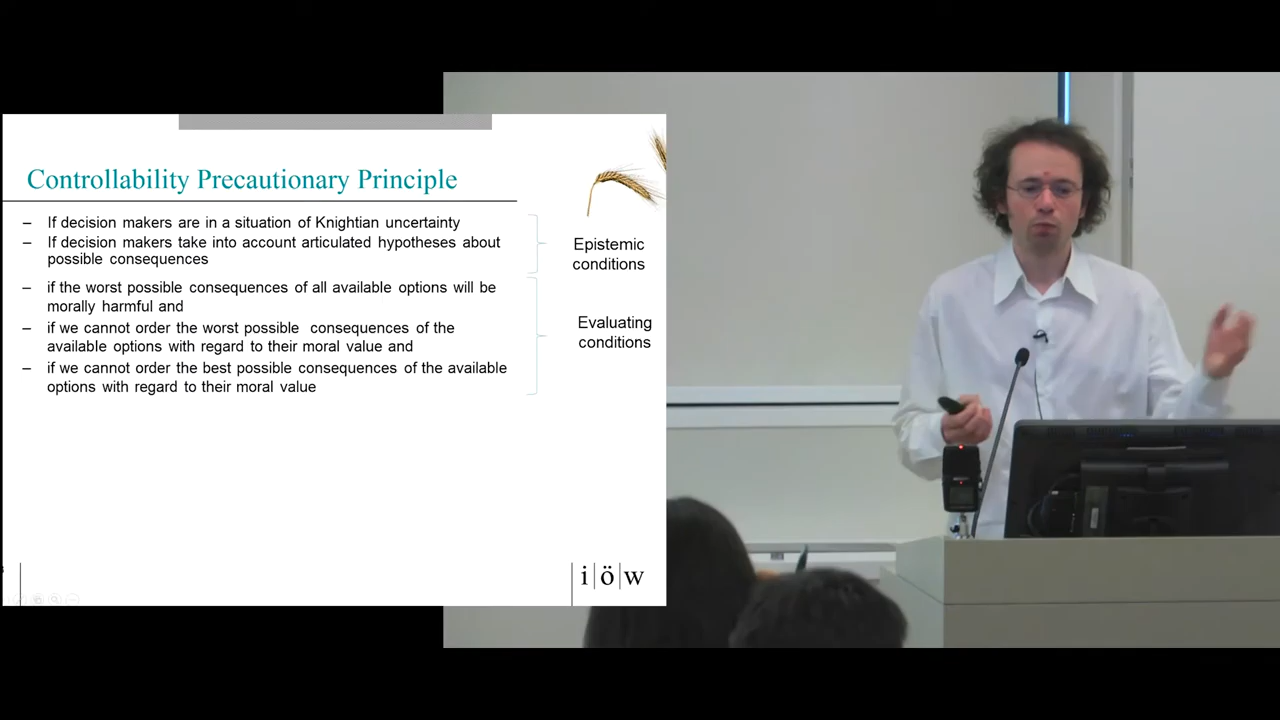 Controllability Precautionary Principle
– If decision makers are in a situation of Knightian uncertainty
– If decision makers take into account articulated hypotheses about
possible consequences
Epistemic
conditions
– if the worst possible consequences of all available options will be
morally harmful and
– if we cannot order the worst possible consequences of the
available options with regard to their moral value and
– if we cannot order the best possible consequences of the available
options with regard to their moral value
Evaluating
conditions
i|ö|w